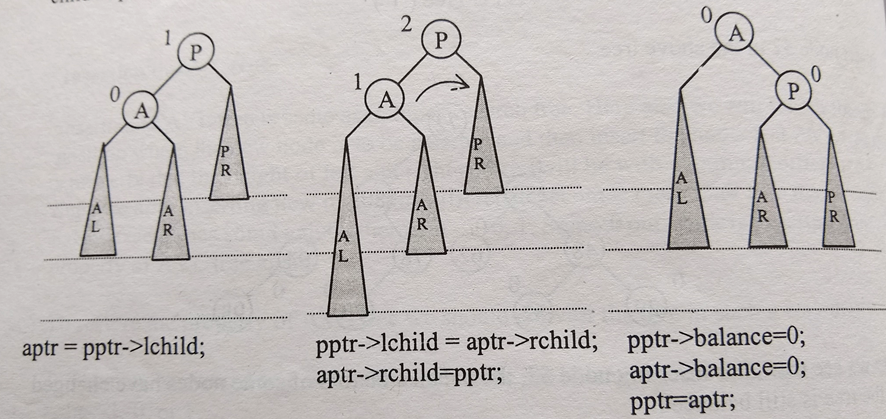 1 P
0 A
P
R
A
L
A
R
aptr = pptr->lchild;
2 P
1 A
P
R
A
R
A
L
pptr->lchild = aptr->rchild;
aptr->rchild=pptr;
0 A
P 0
A
L
A
R
P
R
pptr->balance=0;
aptr->balance=0;
pptr=aptr;